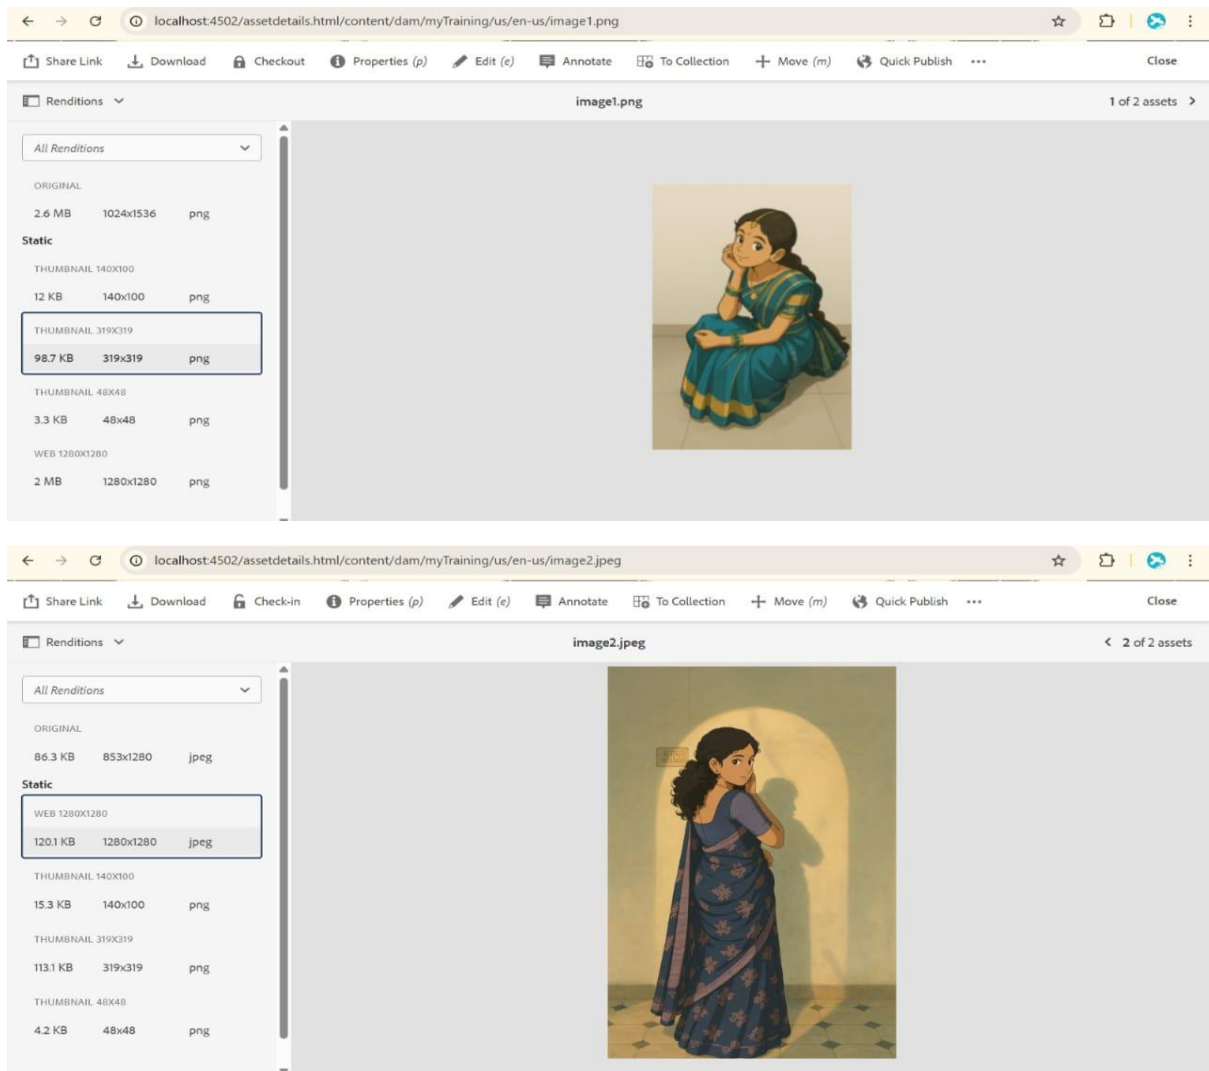 localhost:4502/assetdetails.html/content/dam/myTraining/us/en-us/image1.png
Share Link Download Checkout Properties (p) Edit (e) Annotate To Collection Move (m) Quick Publish ••• Close
Renditions image1.png 1 of 2 assets
All Renditions
ORIGINAL
2.6 MB 1024x1536 png
Static
THUMBNAIL 140X100
12 KB 140x100 png
THUMBNAIL 319X319
98.7 KB 319x319 png
THUMBNAIL 48X48
3.3 KB 48x48 png
WEB 1280X1280
2 MB 1280x1280 png
localhost:4502/assetdetails.html/content/dam/myTraining/us/en-us/image2.jpeg
Share Link Download Check-in Properties (p) Edit (e) Annotate To Collection Move (m) Quick Publish ••• Close
Renditions image2.jpeg 2 of 2 assets
All Renditions
ORIGINAL
86.3 KB 853x1280 jpeg
Static
WEB 1280X1280
120.1 KB 1280x1280 jpeg
THUMBNAIL 140X100
15.3 KB 140x100 png
THUMBNAIL 319X319
113.1 KB 319x319 png
THUMBNAIL 48X48
4.2 KB 48x48 png